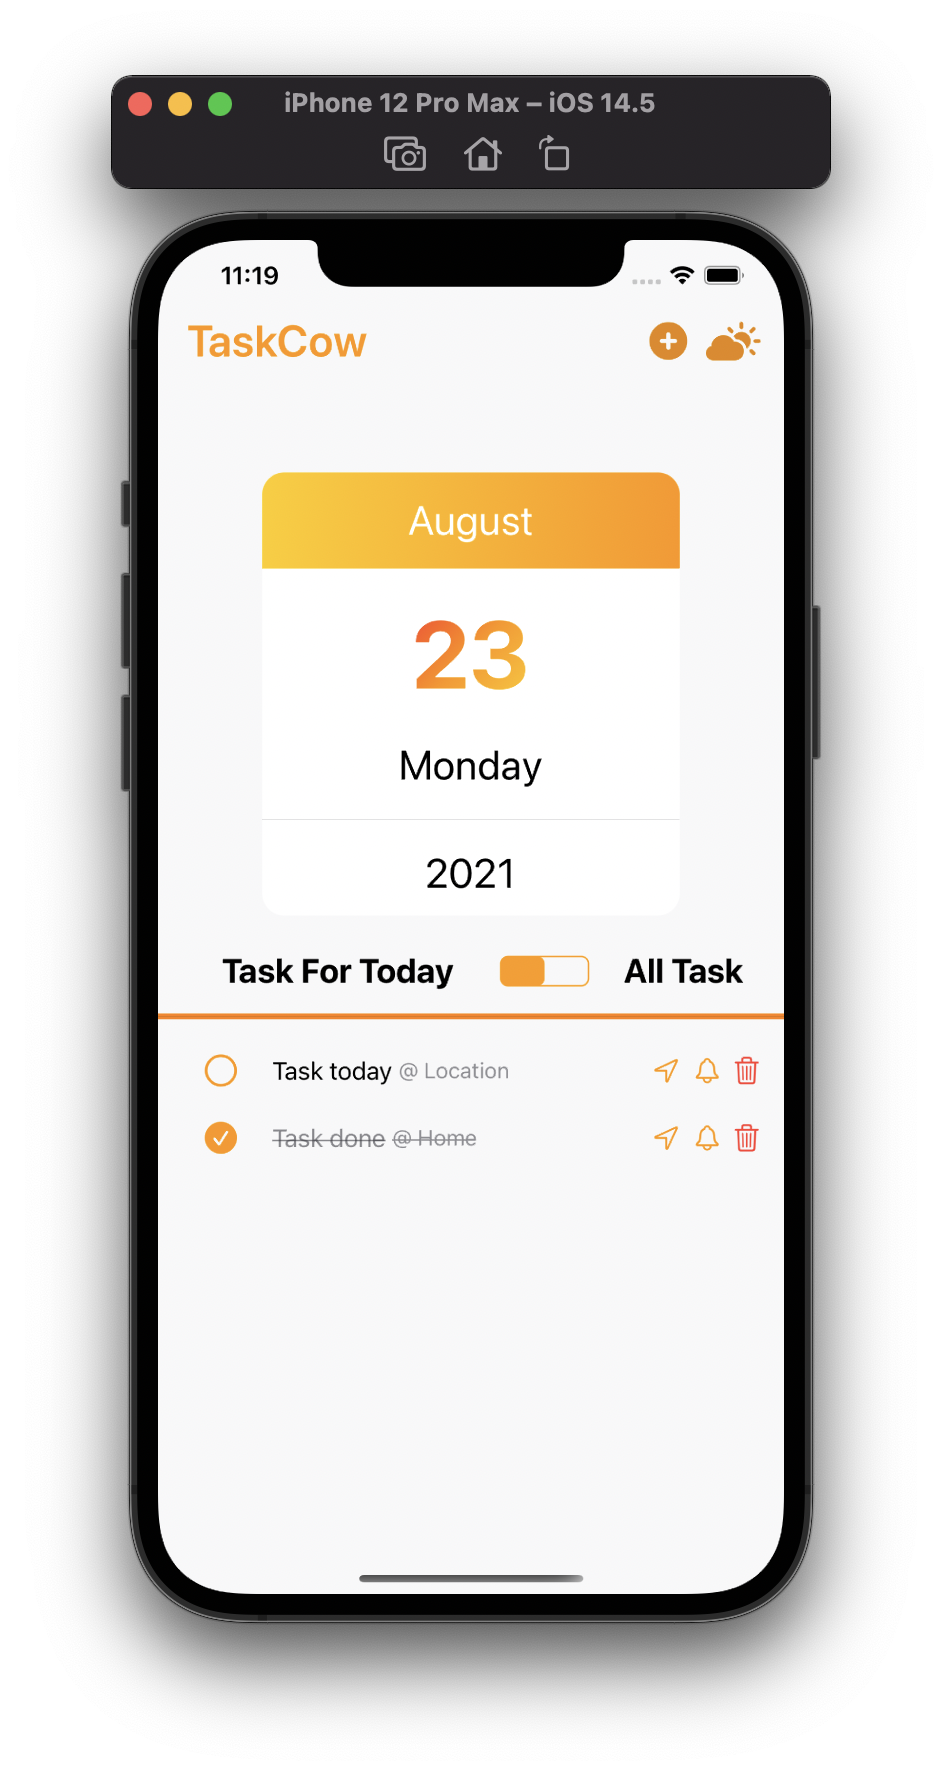 iPhone 12 Pro Max – iOS 14.5
11:19
TaskCow
August
23
Monday
2021
Task For Today All Task
Task today @ Location
Task done @ Home